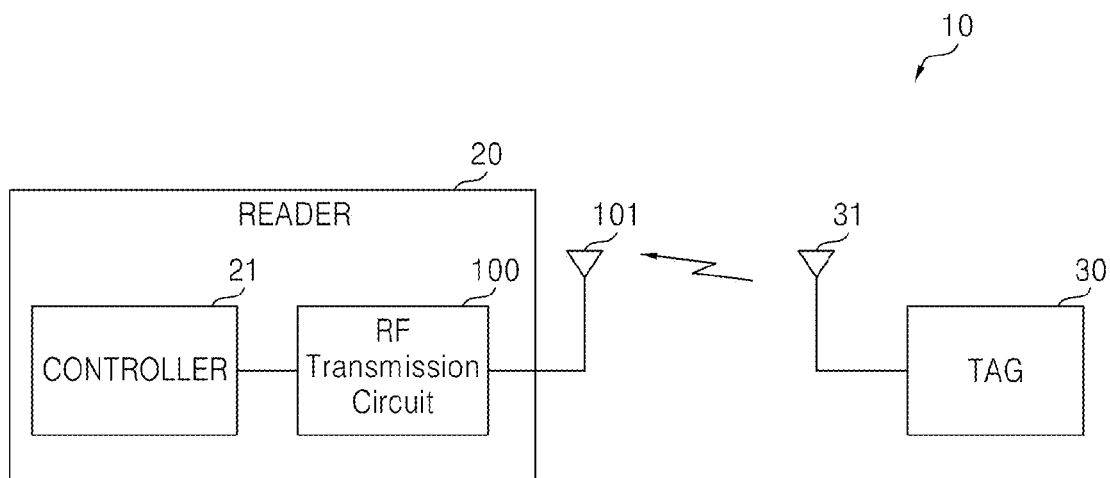 10
20
READER
101
31
21
100
30
CONTROLLER
RF
Transmission
Circuit
TAG